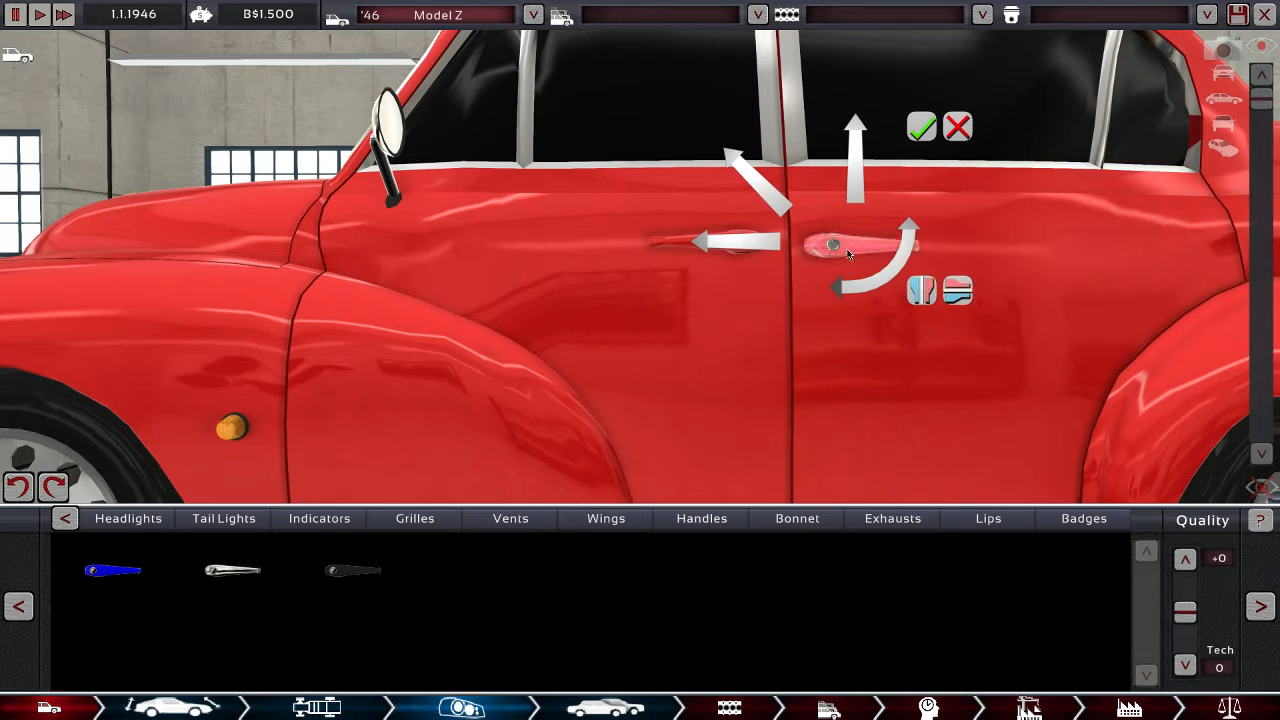 1.1.1946 B$1.500 '46 Model Z
Headlights Tail Lights Indicators Grilles Vents Wings Handles Bonnet Exhausts Lips Badges Quality ?
+0
Tech
0